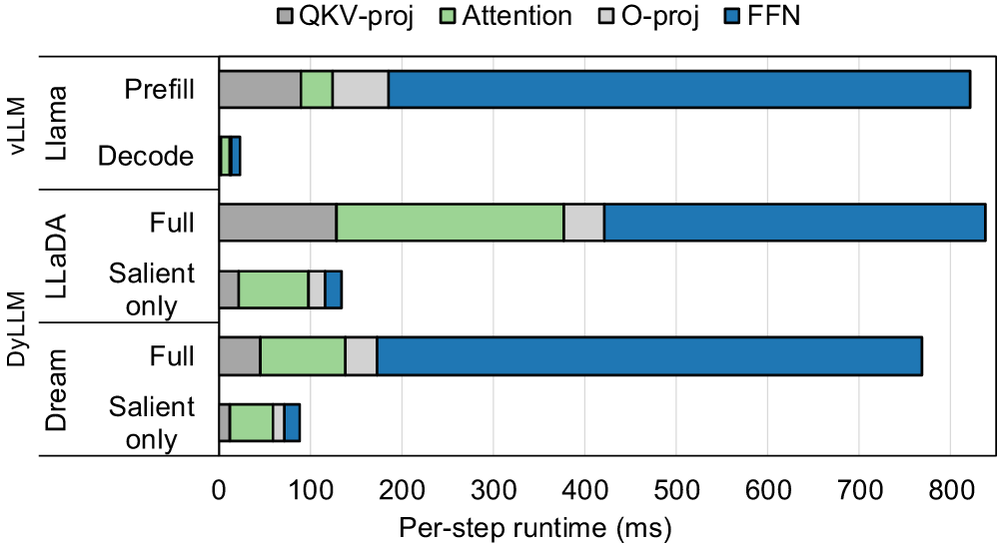 QKV-proj Attention O-proj FFN
vLLM
Llama
Prefill
Decode
DyLLM
LLaDA
Full
Salient
only
Dream
Full
Salient
only
0 100 200 300 400 500 600 700 800
Per-step runtime (ms)